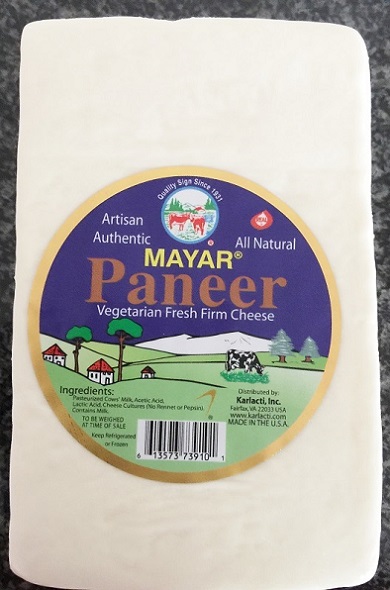 Quality Sign Since 1931
Artisan
Authentic
All Natural
MAYAR®
Paneer
Vegetarian Fresh Firm Cheese
Ingredients:
Pasteurized Cows' Milk, Acetic Acid,
Lactic Acid, Cheese Cultures (No Renner or Pepsin).
Contains Milk.
TO BE WEIGHED
AT TIME OF SALE
Keep Refrigerated
or Frozen
Distributed by:
Karlacti, Inc.
Fairfax, VA 22033 USA
www.karlacti.com
MADE IN THE U.S.A.
6 13573 73910 1